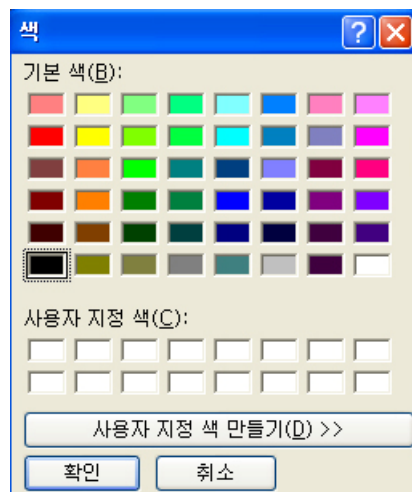 색
기본 색(B):
사용자 지정 색(C):
사용자 지정 색 만들기(D) >>
확인 취소